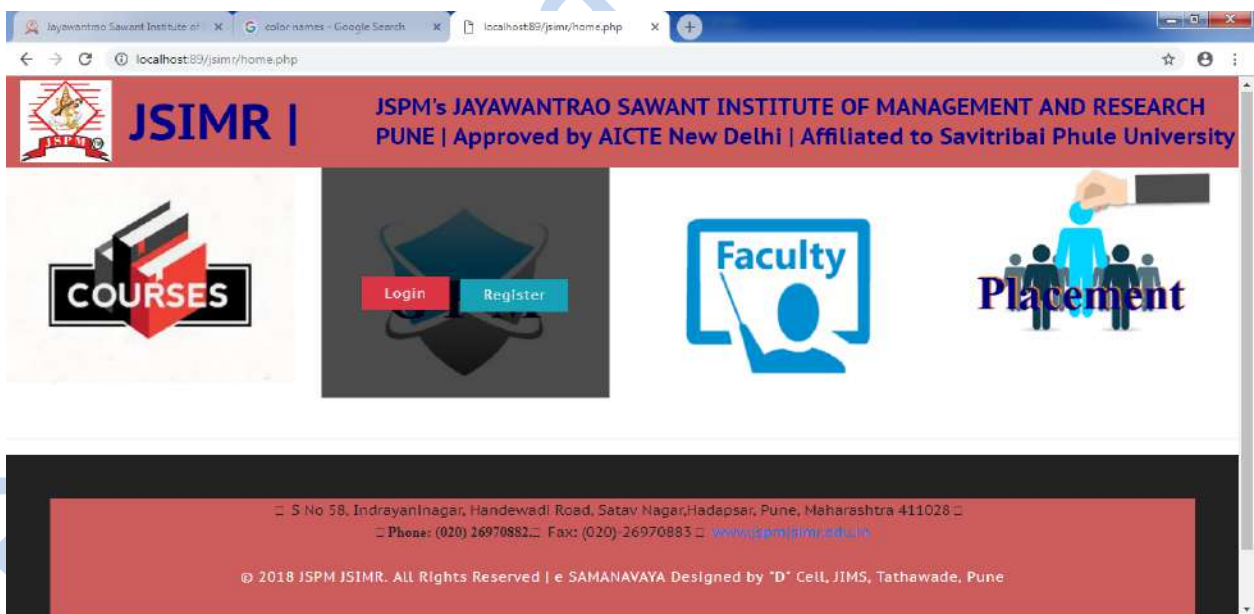 Jayawantrao Sawant Institute of
color names - Google Search
localhost:89/jsimr/home.php
localhost:89/jsimr/home.php
JSPM
JSIMR |
JSPM's JAYAWANTRAO SAWANT INSTITUTE OF MANAGEMENT AND RESEARCH
PUNE | Approved by AICTE New Delhi | Affiliated to Savitribai Phule University
COURSES
Login
Register
Faculty
Placement
S No 58, Indrayaninagar, Handewadi Road, Satav Nagar,Hadapsar, Pune, Maharashtra 411028
Phone: (020) 26970882. Fax: (020)-26970883 www.jspmjsimr.edu.in
© 2018 JSPM JSIMR. All Rights Reserved | e SAMANAVAYA Designed by "D" Cell, JIMS, Tathawade, Pune